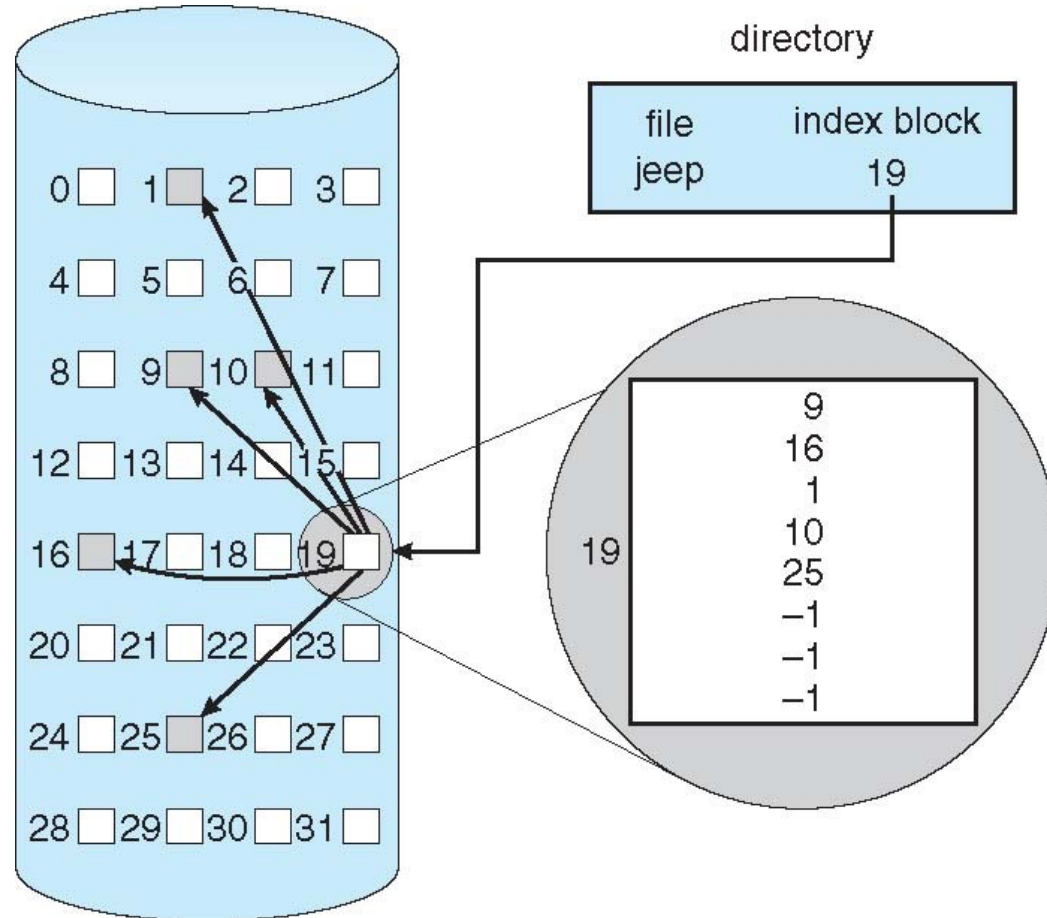 directory
file index block
jeep 19
0 1 2 3
4 5 6 7
8 9 10 11
12 13 14 15
16 17 18 19
20 21 22 23
24 25 26 27
28 29 30 31
19
9
16
1
10
25
–1
–1
–1